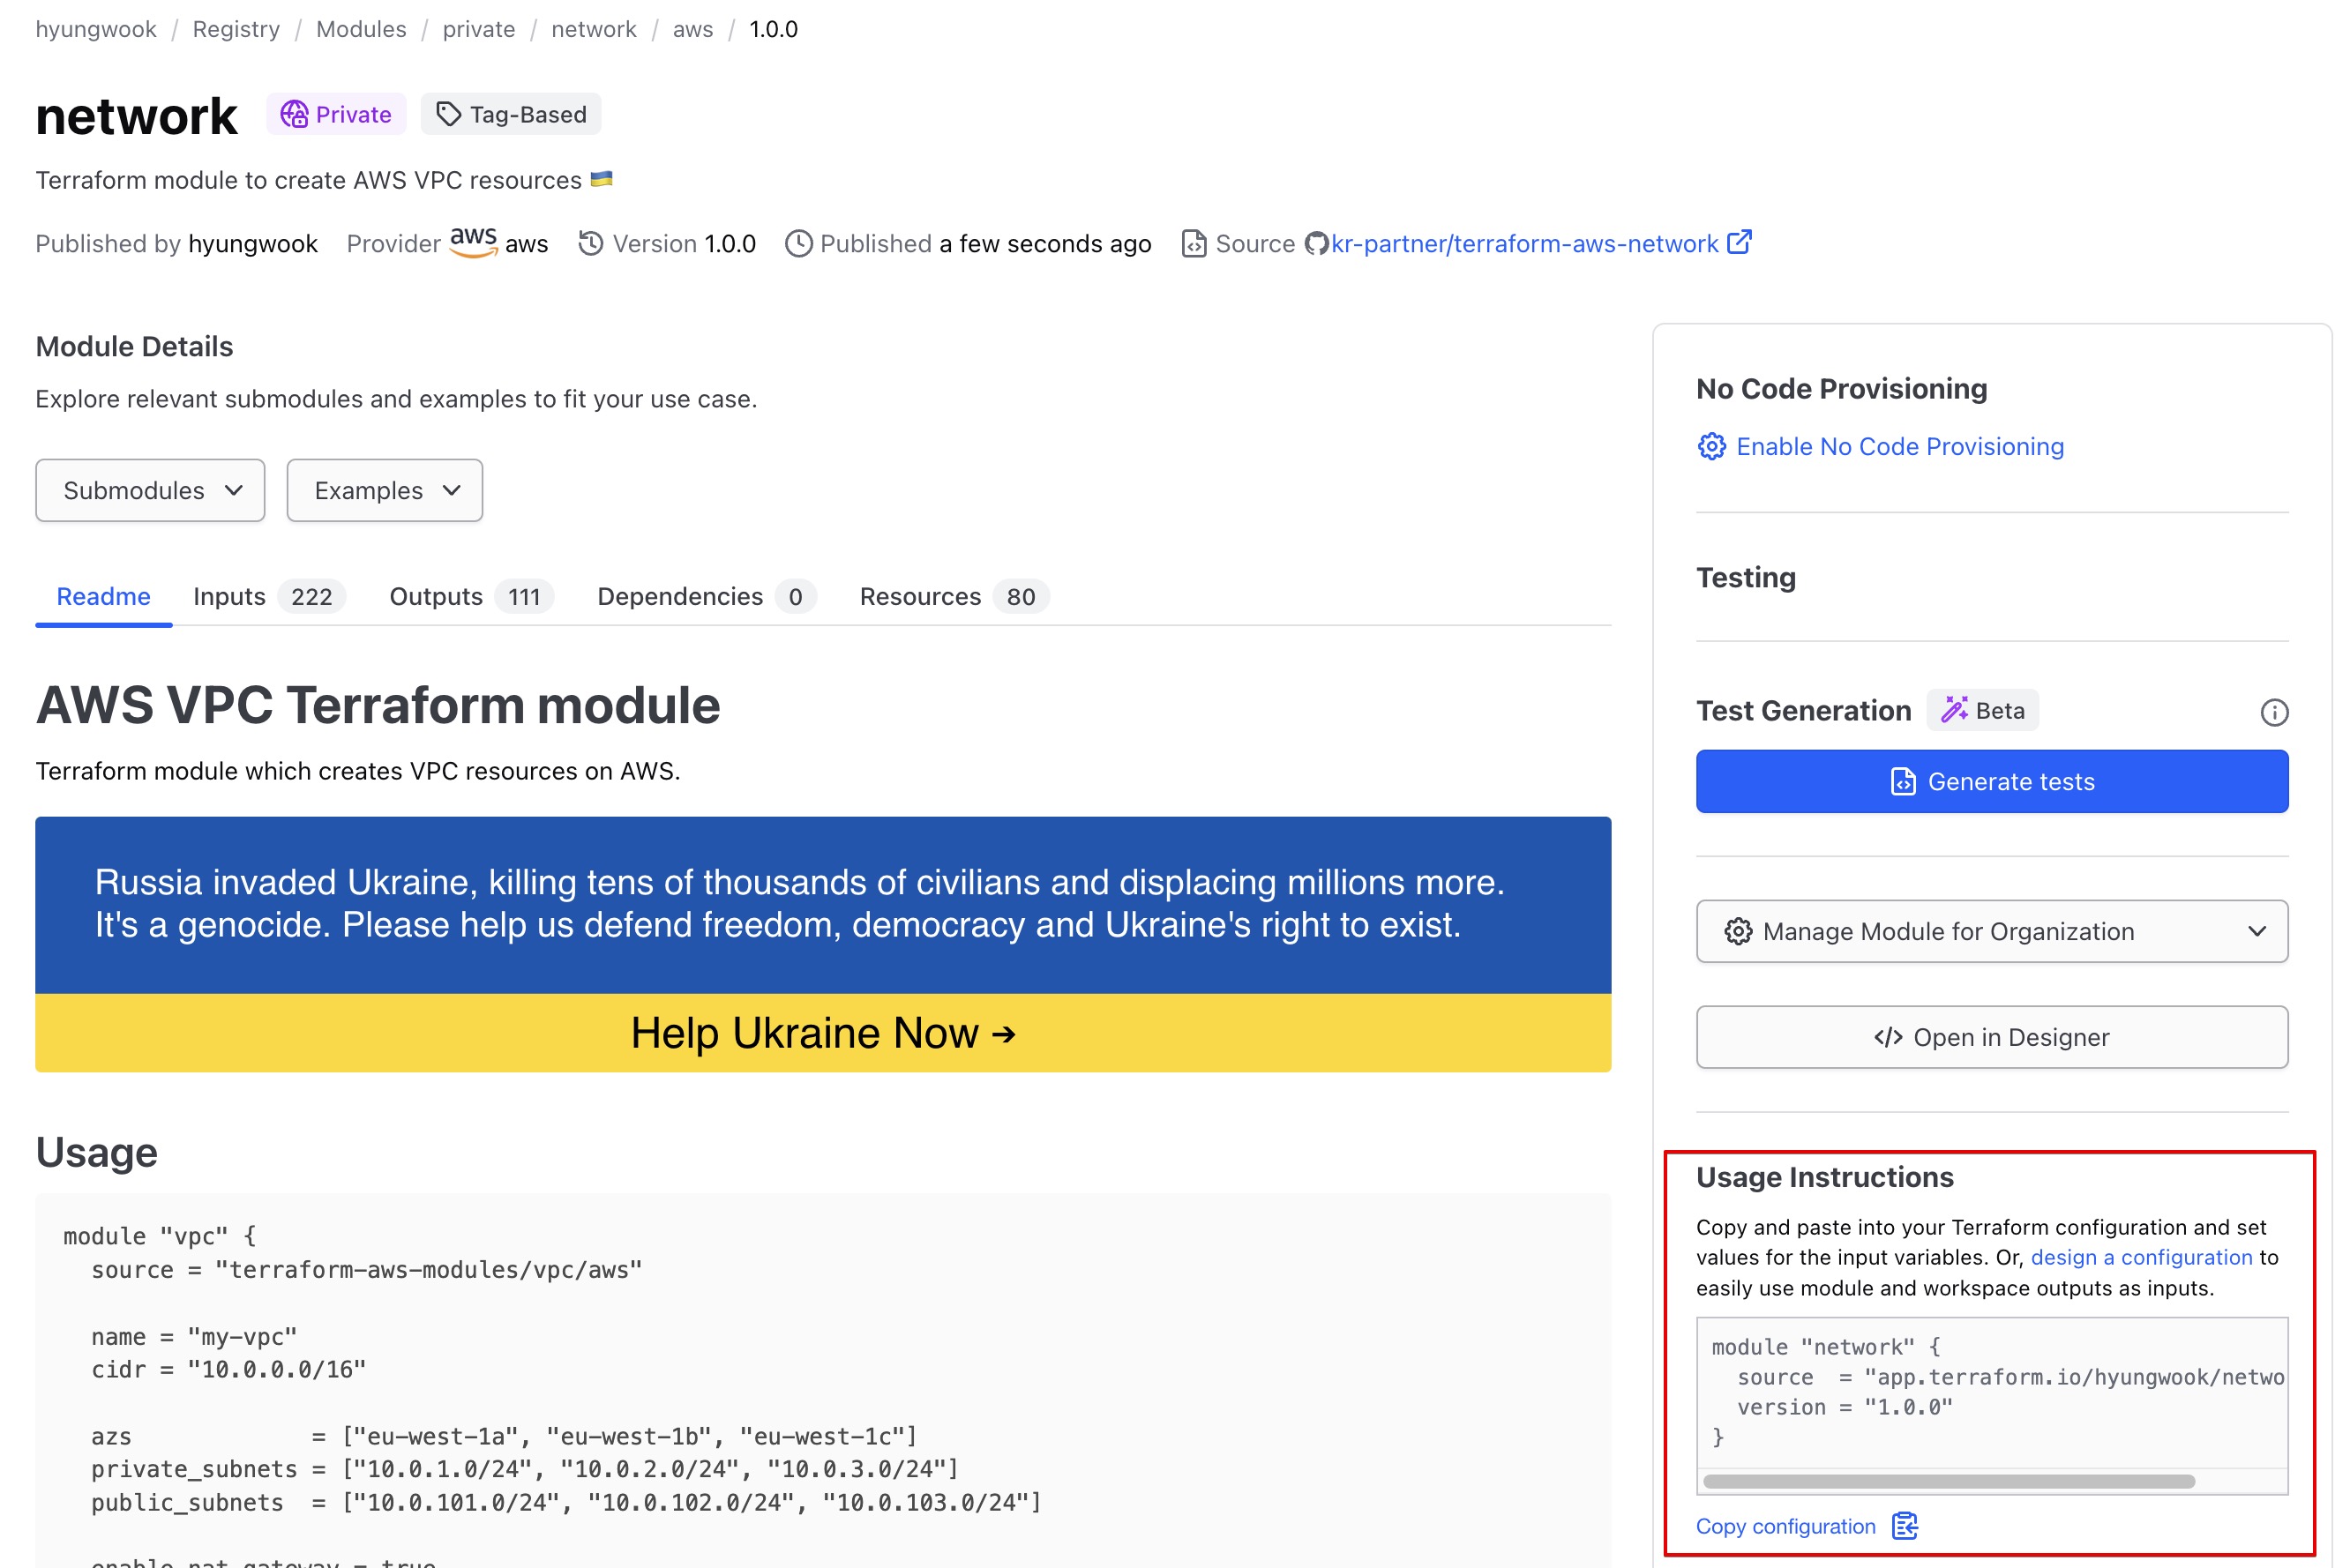 hyungwook / Registry / Modules / private / network / aws / 1.0.0
network Private Tag-Based
Terraform module to create AWS VPC resources 🇺🇦
Published by hyungwook Provider aws aws Version 1.0.0 Published a few seconds ago Source kr-partner/terraform-aws-network
Module Details
Explore relevant submodules and examples to fit your use case.
Submodules Examples
Readme Inputs 222 Outputs 111 Dependencies 0 Resources 80
AWS VPC Terraform module
Terraform module which creates VPC resources on AWS.
Russia invaded Ukraine, killing tens of thousands of civilians and displacing millions more.
It's a genocide. Please help us defend freedom, democracy and Ukraine's right to exist.
Help Ukraine Now →
Usage
module "vpc" {
  source = "terraform-aws-modules/vpc/aws"
  name = "my-vpc"
  cidr = "10.0.0.0/16"
  azs             = ["eu-west-1a", "eu-west-1b", "eu-west-1c"]
  private_subnets = ["10.0.1.0/24", "10.0.2.0/24", "10.0.3.0/24"]
  public_subnets  = ["10.0.101.0/24", "10.0.102.0/24", "10.0.103.0/24"]
  enable_nat_gateway = true
No Code Provisioning
Enable No Code Provisioning
Testing
Test Generation Beta
Generate tests
Manage Module for Organization
</> Open in Designer
Usage Instructions
Copy and paste into your Terraform configuration and set
values for the input variables. Or, design a configuration to
easily use module and workspace outputs as inputs.
module "network" {
  source  = "app.terraform.io/hyungwook/netwo
  version = "1.0.0"
}
Copy configuration